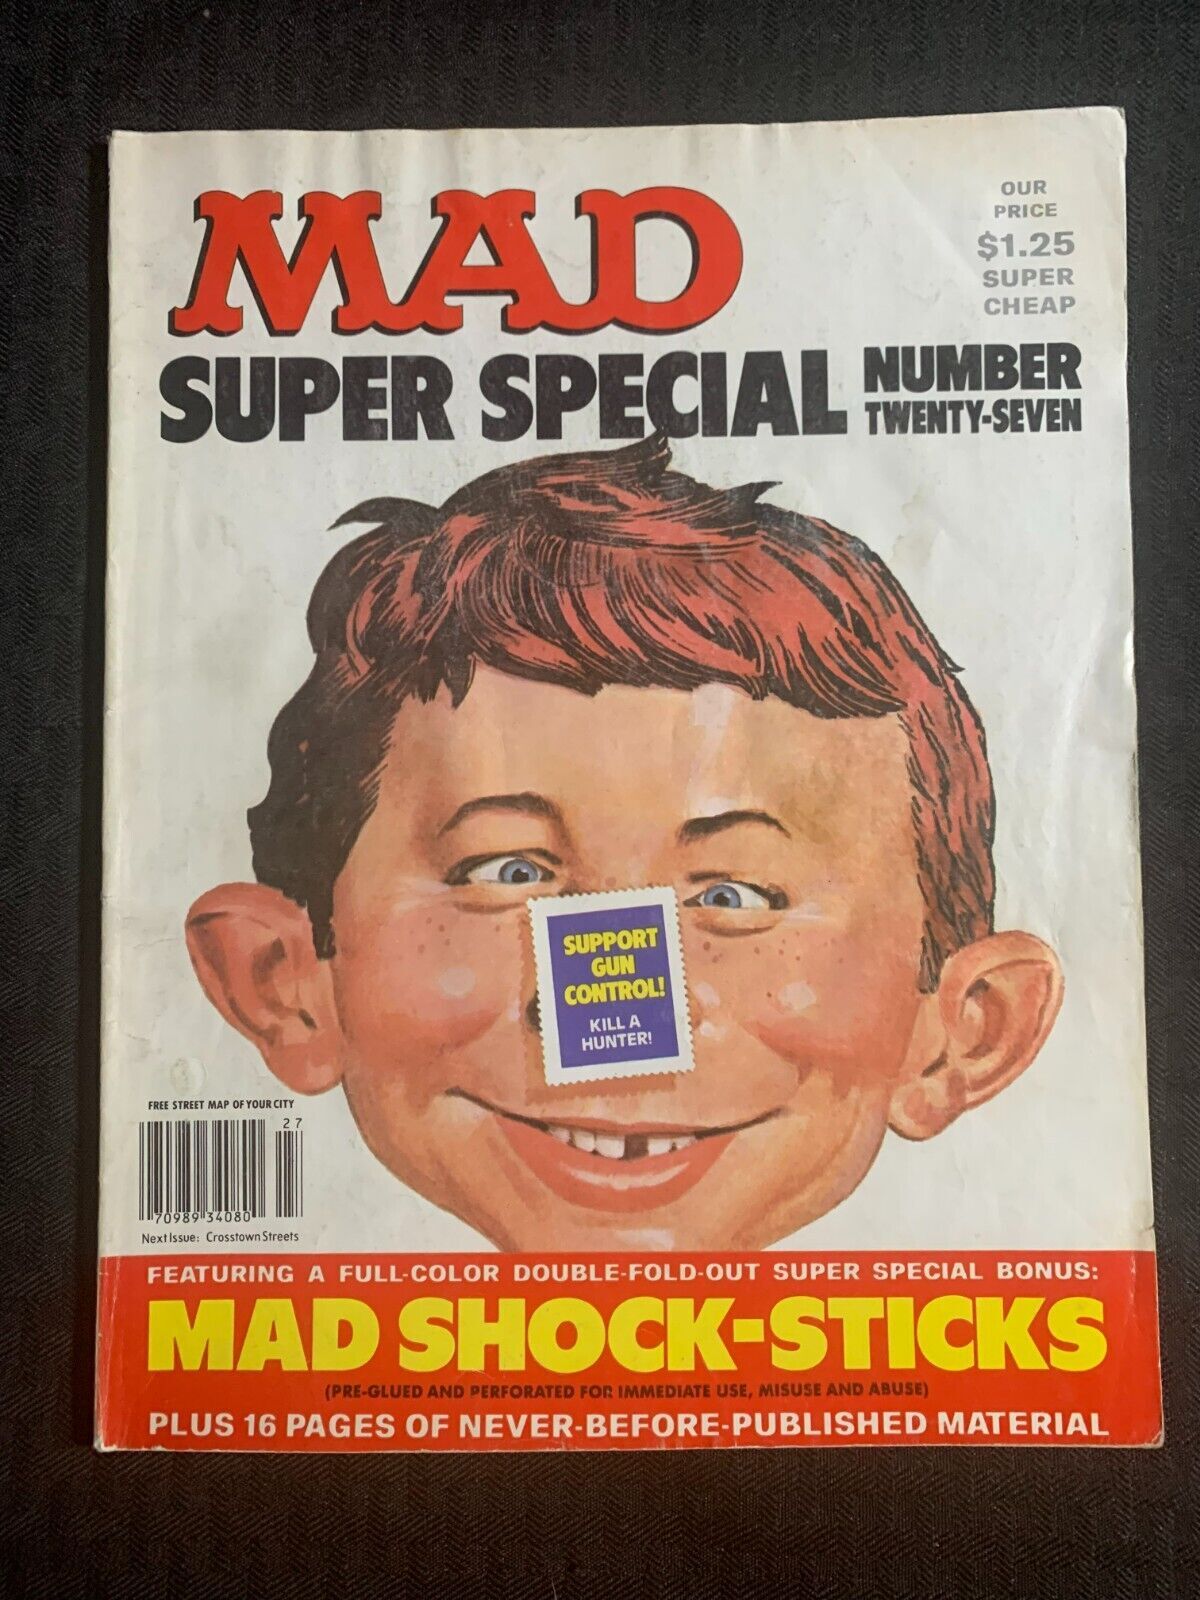 MAD
OUR
PRICE
$1.25
SUPER
CHEAP
SUPER SPECIAL NUMBER
TWENTY-SEVEN
SUPPORT
GUN
CONTROL!
KILL A
HUNTER!
FREE STREET MAP OF YOUR CITY
27
70989 34080
Next Issue: Crosstown Streets
FEATURING A FULL-COLOR DOUBLE-FOLD-OUT SUPER SPECIAL BONUS:
MAD SHOCK-STICKS
(PRE-GLUED AND PERFORATED FOR IMMEDIATE USE, MISUSE AND ABUSE)
PLUS 16 PAGES OF NEVER-BEFORE-PUBLISHED MATERIAL